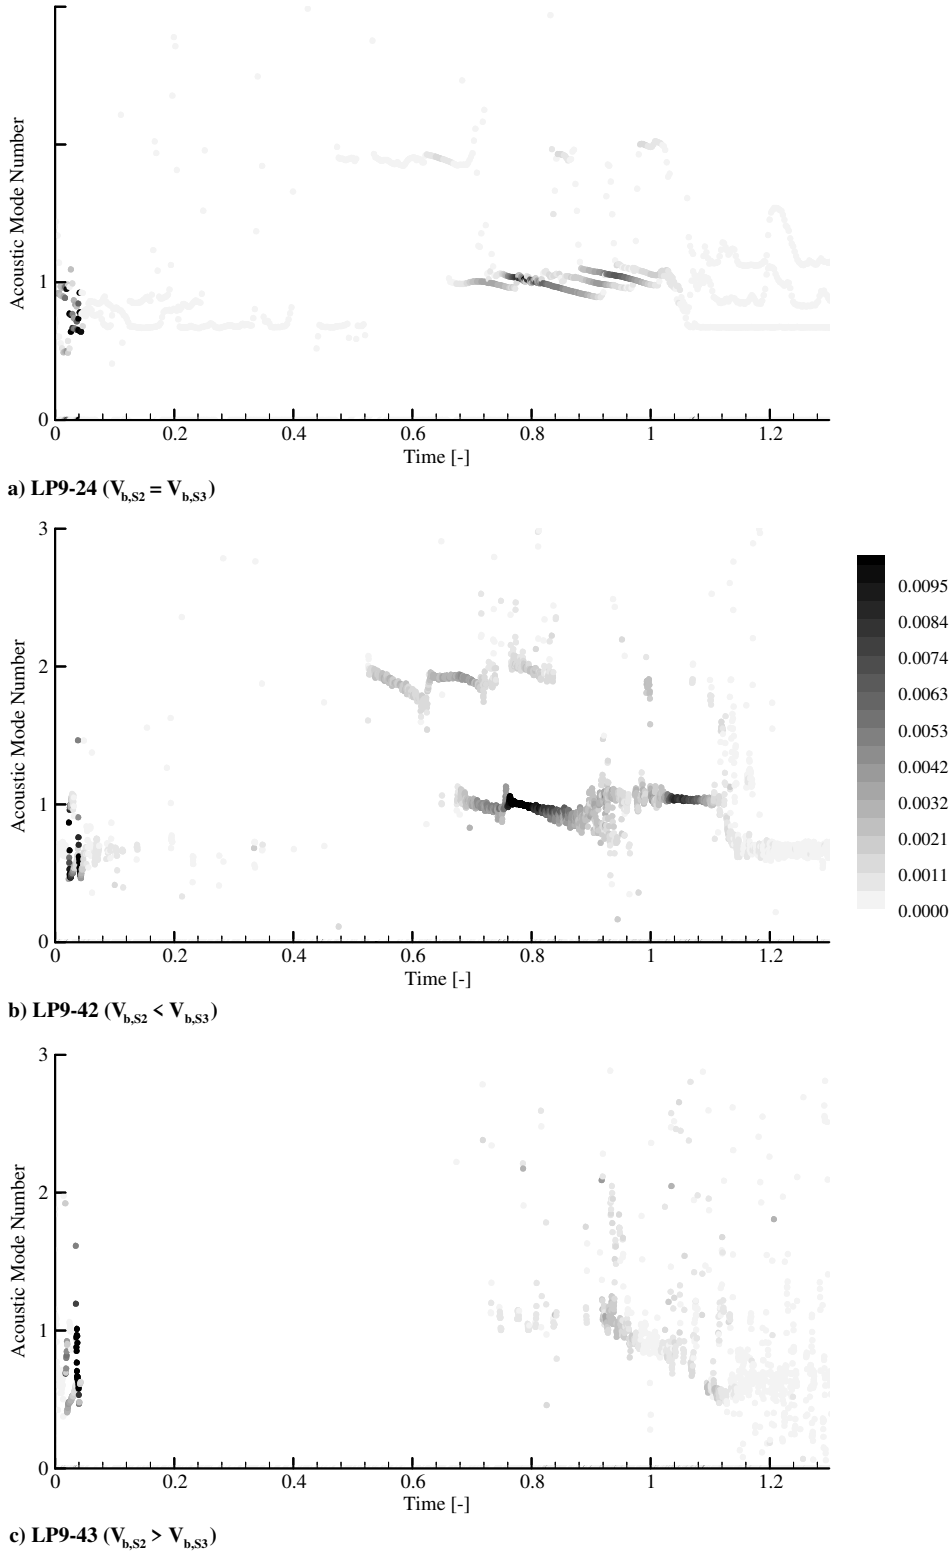 Acoustic Mode Number
1
0
0 0.2 0.4 0.6 0.8 1 1.2
Time [-]
a) LP9-24 (Vb,S2 = Vb,S3)
3
2
1
0
Acoustic Mode Number
0 0.2 0.4 0.6 0.8 1 1.2
Time [-]
0.0095
0.0084
0.0074
0.0063
0.0053
0.0042
0.0032
0.0021
0.0011
0.0000
b) LP9-42 (Vb,S2 < Vb,S3)
3
2
1
0
Acoustic Mode Number
0 0.2 0.4 0.6 0.8 1 1.2
Time [-]
c) LP9-43 (Vb,S2 > Vb,S3)